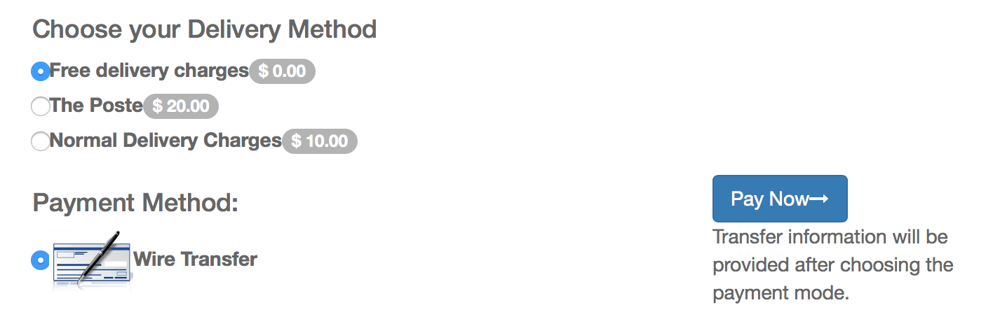 Choose your Delivery Method
Free delivery charges $ 0.00
The Poste $ 20.00
Normal Delivery Charges $ 10.00
Payment Method:
Wire Transfer
Pay Now→
Transfer information will be
provided after choosing the
payment mode.